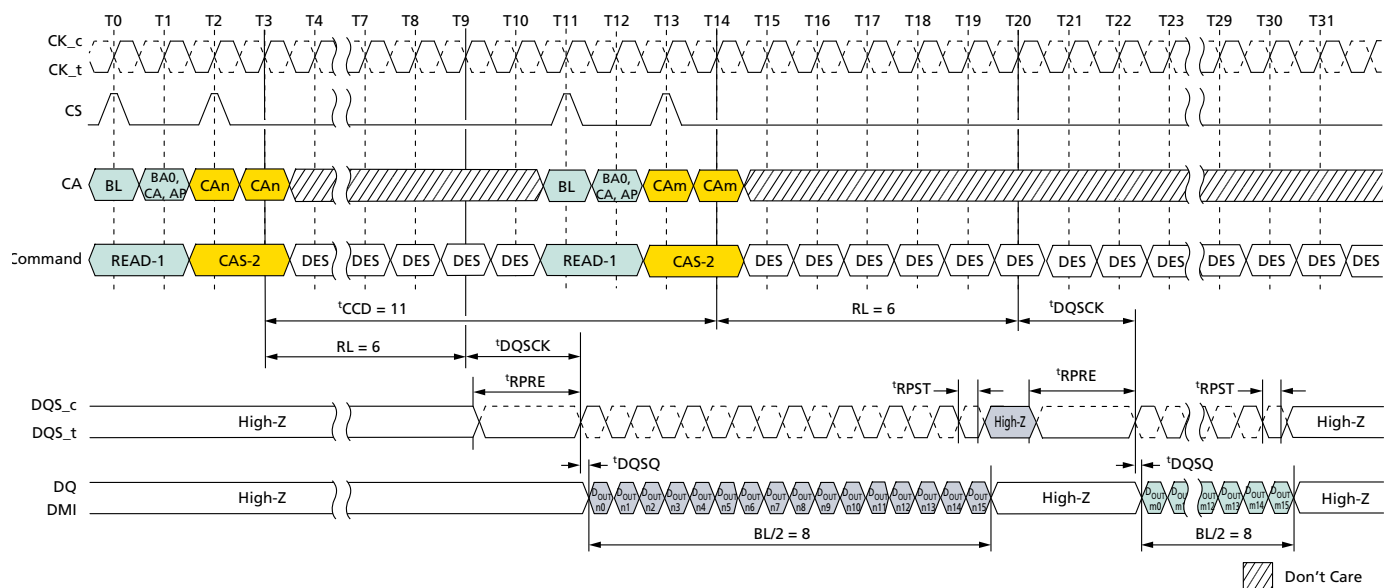 T0 T1 T2 T3 T4 T7 T8 T9 T10 T11 T12 T13 T14 T15 T16 T17 T18 T19 T20 T21 T22 T23 T29 T30 T31
CK_c
CK_t
CS
CA BL BA0, CA, AP CAn CAn BL BA0, CA, AP CAm CAm
Command READ-1 CAS-2 DES DES DES DES DES READ-1 CAS-2 DES DES DES DES DES DES DES DES DES DES DES DES DES
tCCD = 11 RL = 6 tDQSCK
RL = 6 tDQSCK
tRPRE tRPST tRPRE tRPST
DQS_c
DQS_t
High-Z High-Z High-Z
tDQSQ tDQSQ
DQ
DMI
High-Z DOUT n0 DOUT n1 DOUT n2 DOUT n3 DOUT n4 DOUT n5 DOUT n6 DOUT n7 DOUT n8 DOUT n9 DOUT n10 DOUT n11 DOUT n12 DOUT n13 DOUT n14 DOUT n15 High-Z DOUT m0 DOUT m12 DOUT m13 DOUT m14 DOUT m15 High-Z
BL/2 = 8 BL/2 = 8
Don't Care